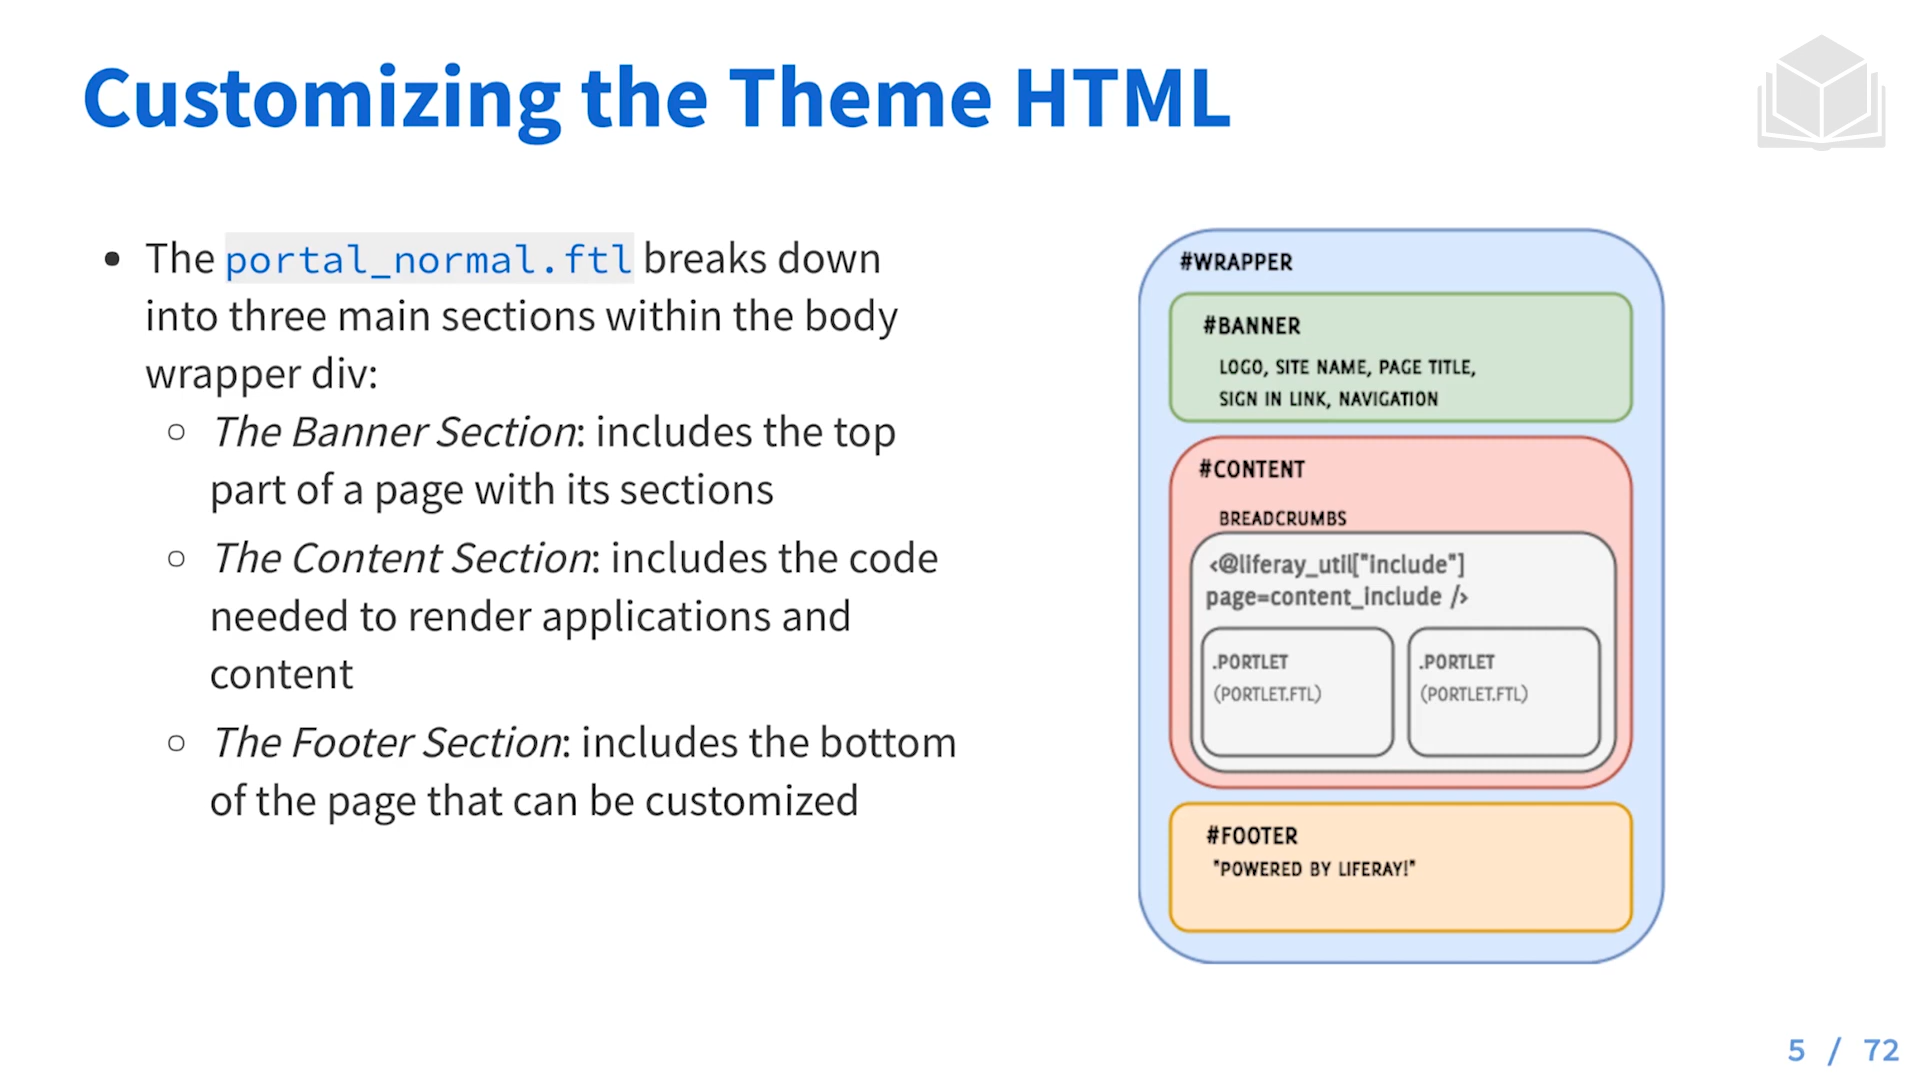 Customizing the Theme HTML
The portal_normal.ftl breaks down
into three main sections within the body
wrapper div:
The Banner Section: includes the top
part of a page with its sections
The Content Section: includes the code
needed to render applications and
content
The Footer Section: includes the bottom
of the page that can be customized
#WRAPPER
#BANNER
LOGO, SITE NAME, PAGE TITLE,
SIGN IN LINK, NAVIGATION
#CONTENT
BREADCRUMBS
<@liferay_util["include"]
page=content_include />
.PORTLET
(PORTLET.FTL)
.PORTLET
(PORTLET.FTL)
#FOOTER
"POWERED BY LIFERAY!"
5 / 72